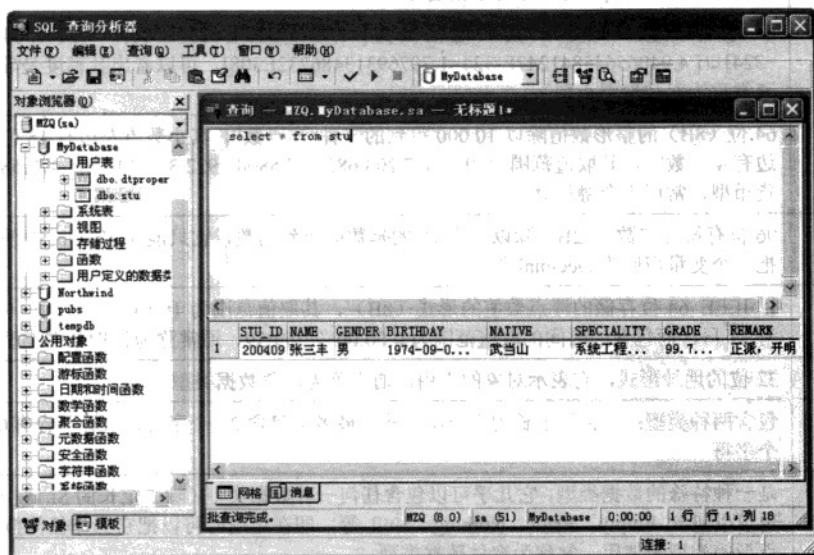 SQL 查询分析器
文件(F) 编辑(E) 查询(Q) 工具(T) 窗口(W) 帮助(H)
MyDatabase
对象浏览器(O)
MZQ(sa)
MyDatabase
用户表
dbo.dtproper
dbo.stu
系统表
视图
存储过程
函数
用户定义的数据类
Northwind
pubs
tempdb
公用对象
配置函数
游标函数
日期和时间函数
数学函数
聚合函数
元数据函数
安全函数
字符串函数
系统函数
对象 模板
查询 — MZQ.MyDatabase.sa — 无标题1*
select * from stu
STU_ID NAME GENDER BIRTHDAY NATIVE SPECIALITY GRADE REMARK
1 200409 张三丰 男 1974-09-0... 武当山 系统工程... 99.7... 正派，开明
网格 消息
批查询完成。 MZQ (8.0) sa (51) MyDatabase 0:00:00 1 行 行 1, 列 18
连接: 1